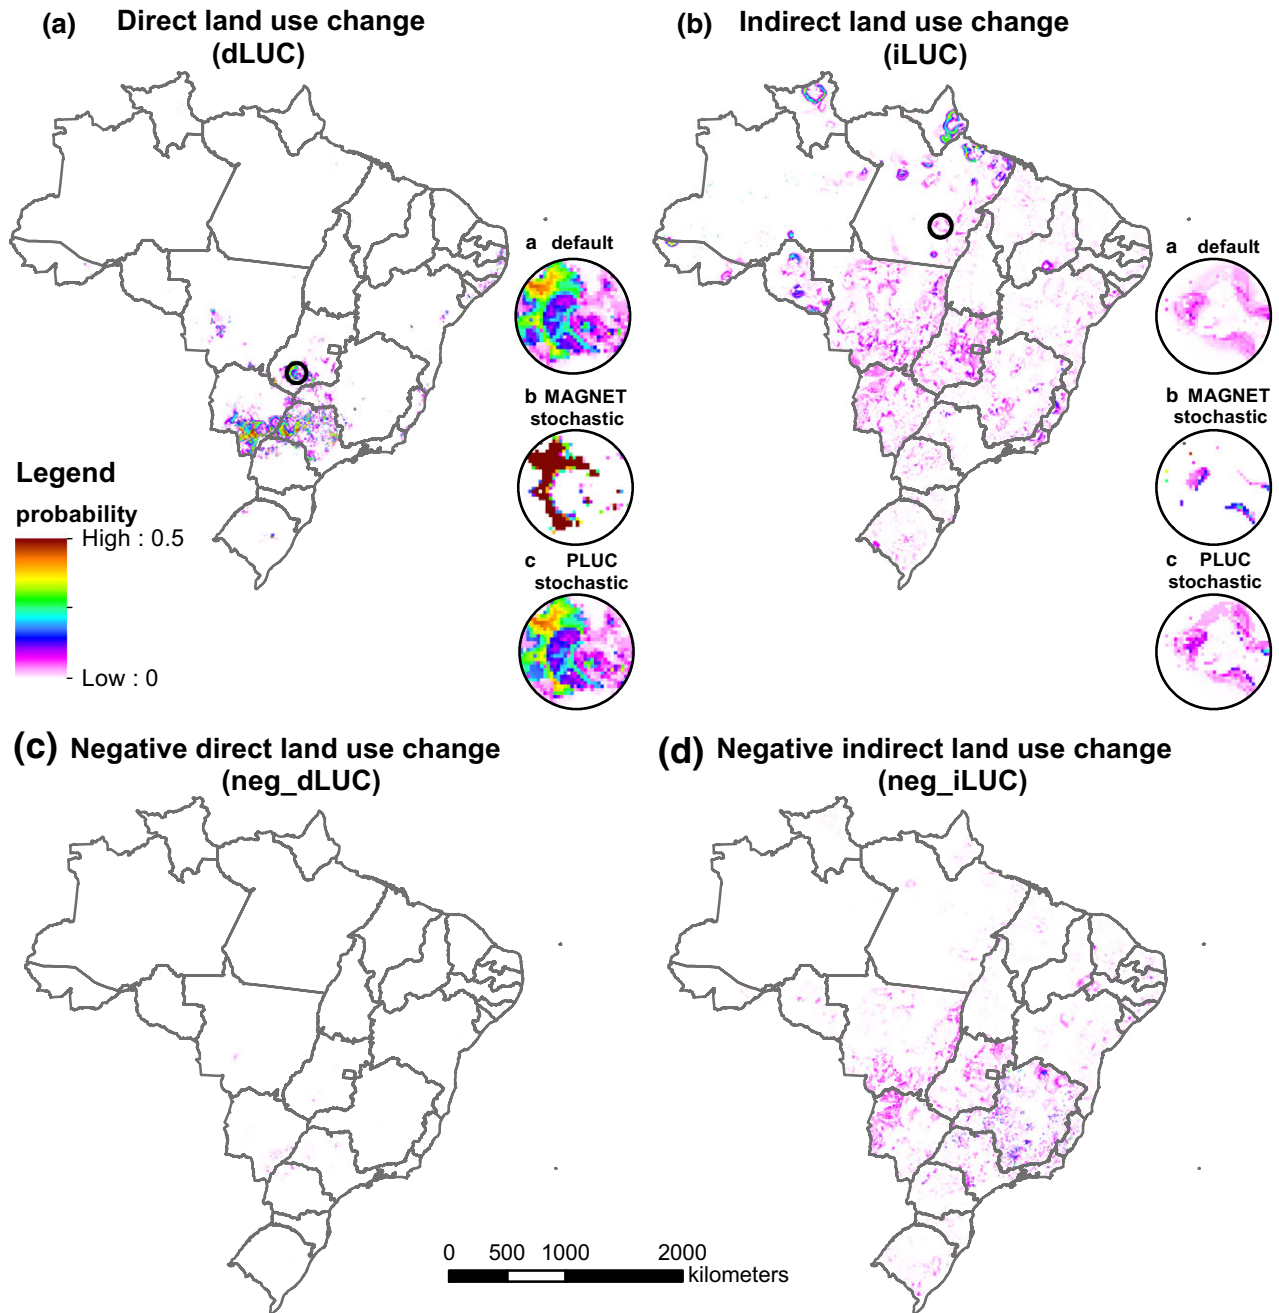 (a) Direct land use change
(dLUC)
(b) Indirect land use change
(iLUC)
a default
b MAGNET
stochastic
c PLUC
stochastic
a default
b MAGNET
stochastic
c PLUC
stochastic
Legend
probability
High : 0.5
Low : 0
(c) Negative direct land use change
(neg_dLUC)
(d) Negative indirect land use change
(neg_iLUC)
0 500 1000 2000
kilometers